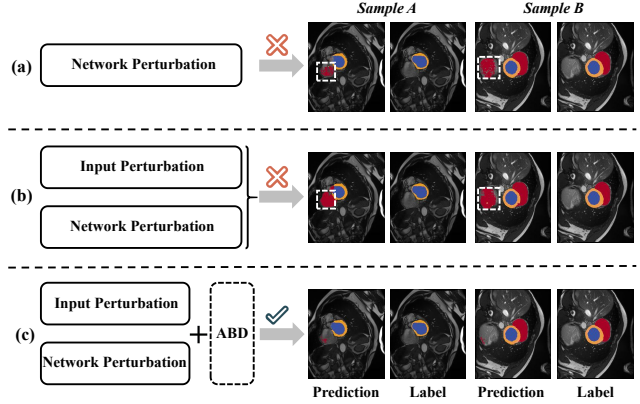 Sample A Sample B
(a) Network Perturbation
(b) Input Perturbation
Network Perturbation
(c) Input Perturbation
+ ABD
Network Perturbation
Prediction Label Prediction Label